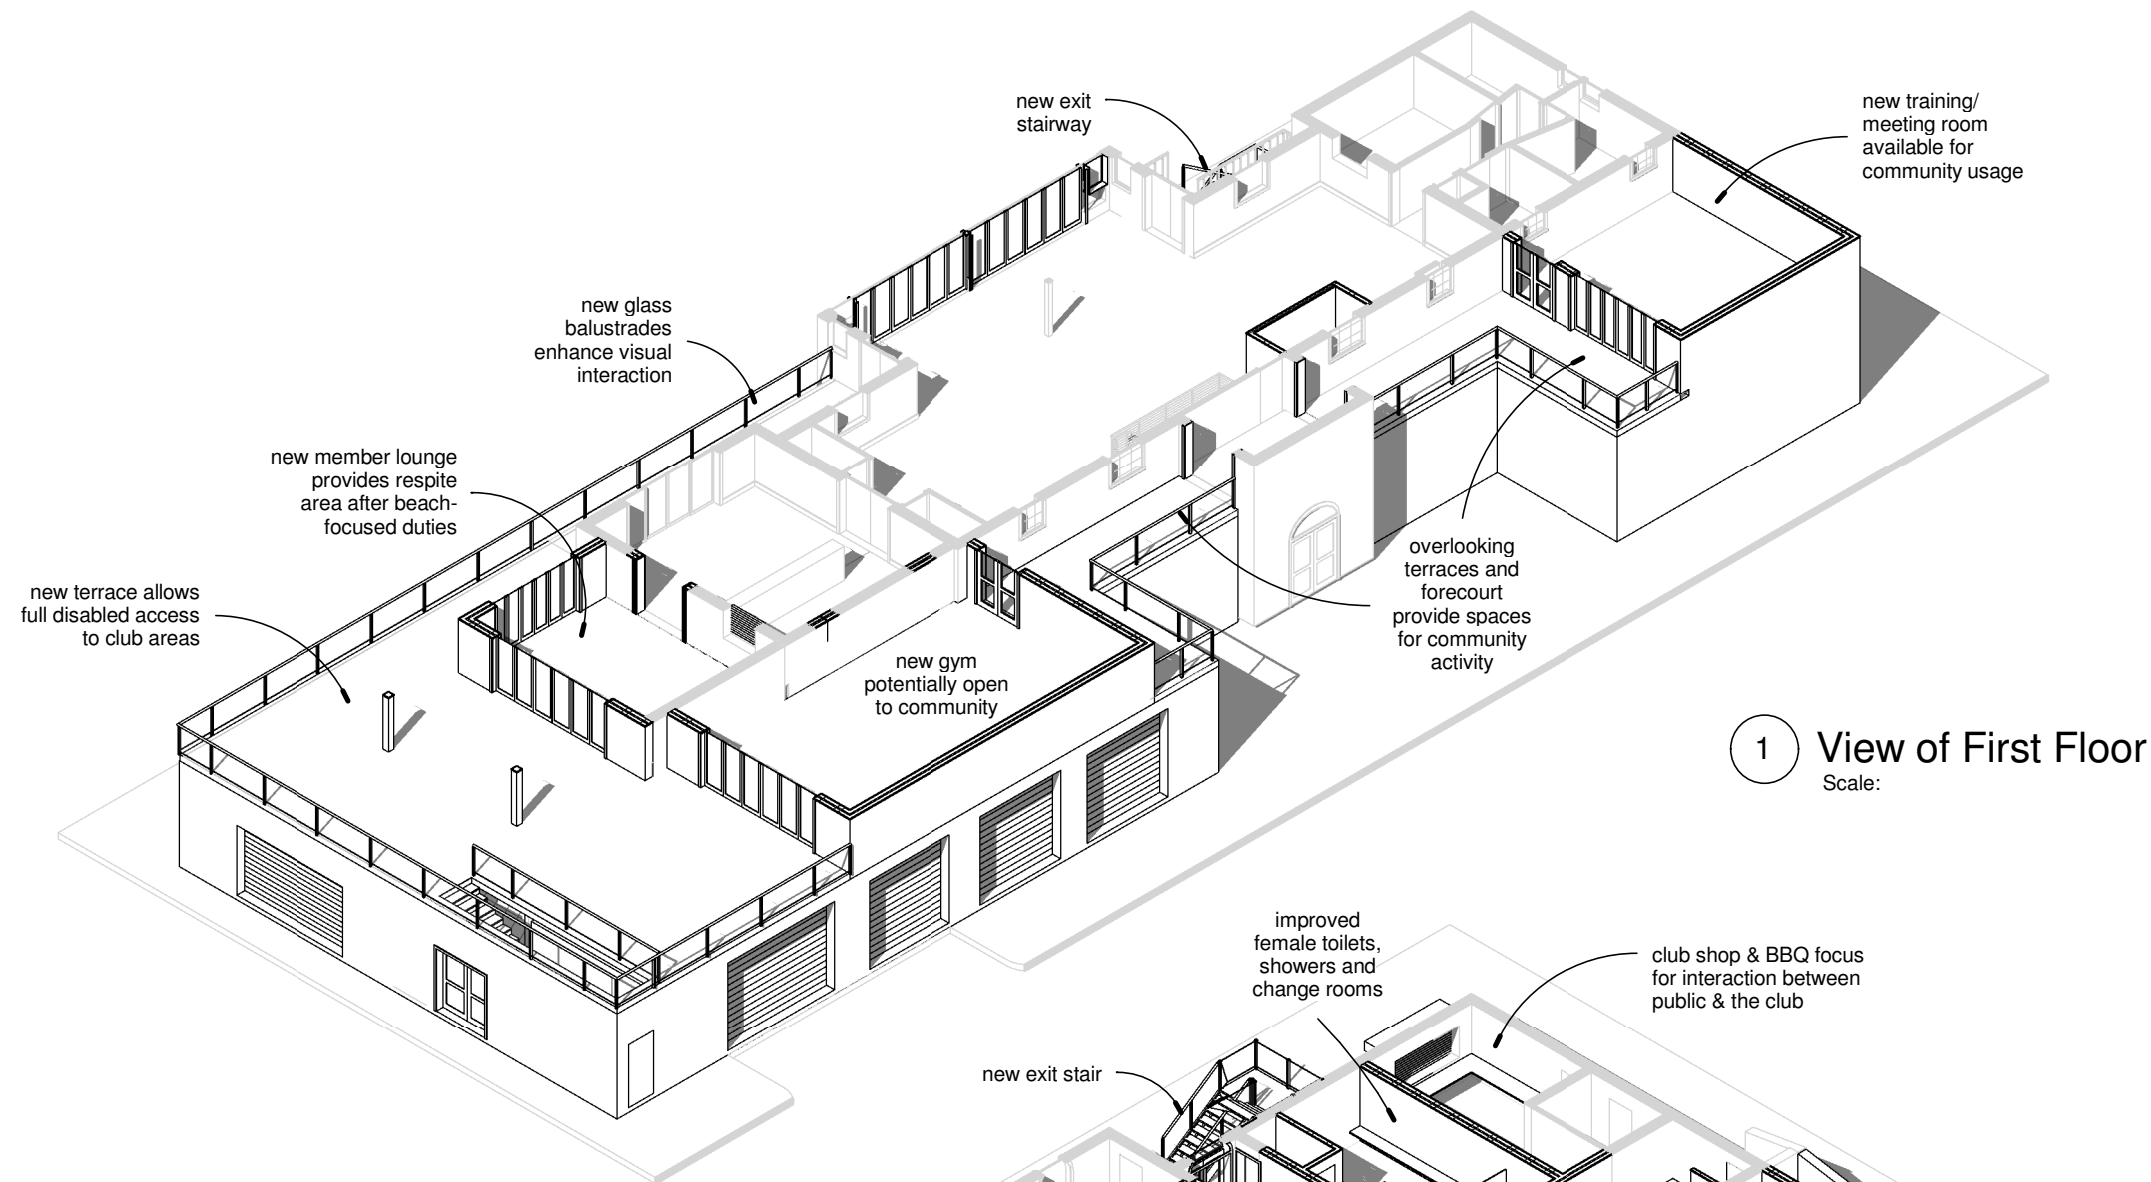 new exit
stairway
new training/
meeting room
available for
community usage
new glass
balustrades
enhance visual
interaction
new member lounge
provides respite
area after beach-
focused duties
new terrace allows
full disabled access
to club areas
overlooking
terraces and
forecourt
provide spaces
for community
activity
new gym
potentially open
to community
1
View of First Floor
Scale:
improved
female toilets,
showers and
change rooms
club shop & BBQ focus
for interaction between
public & the club
new exit stair